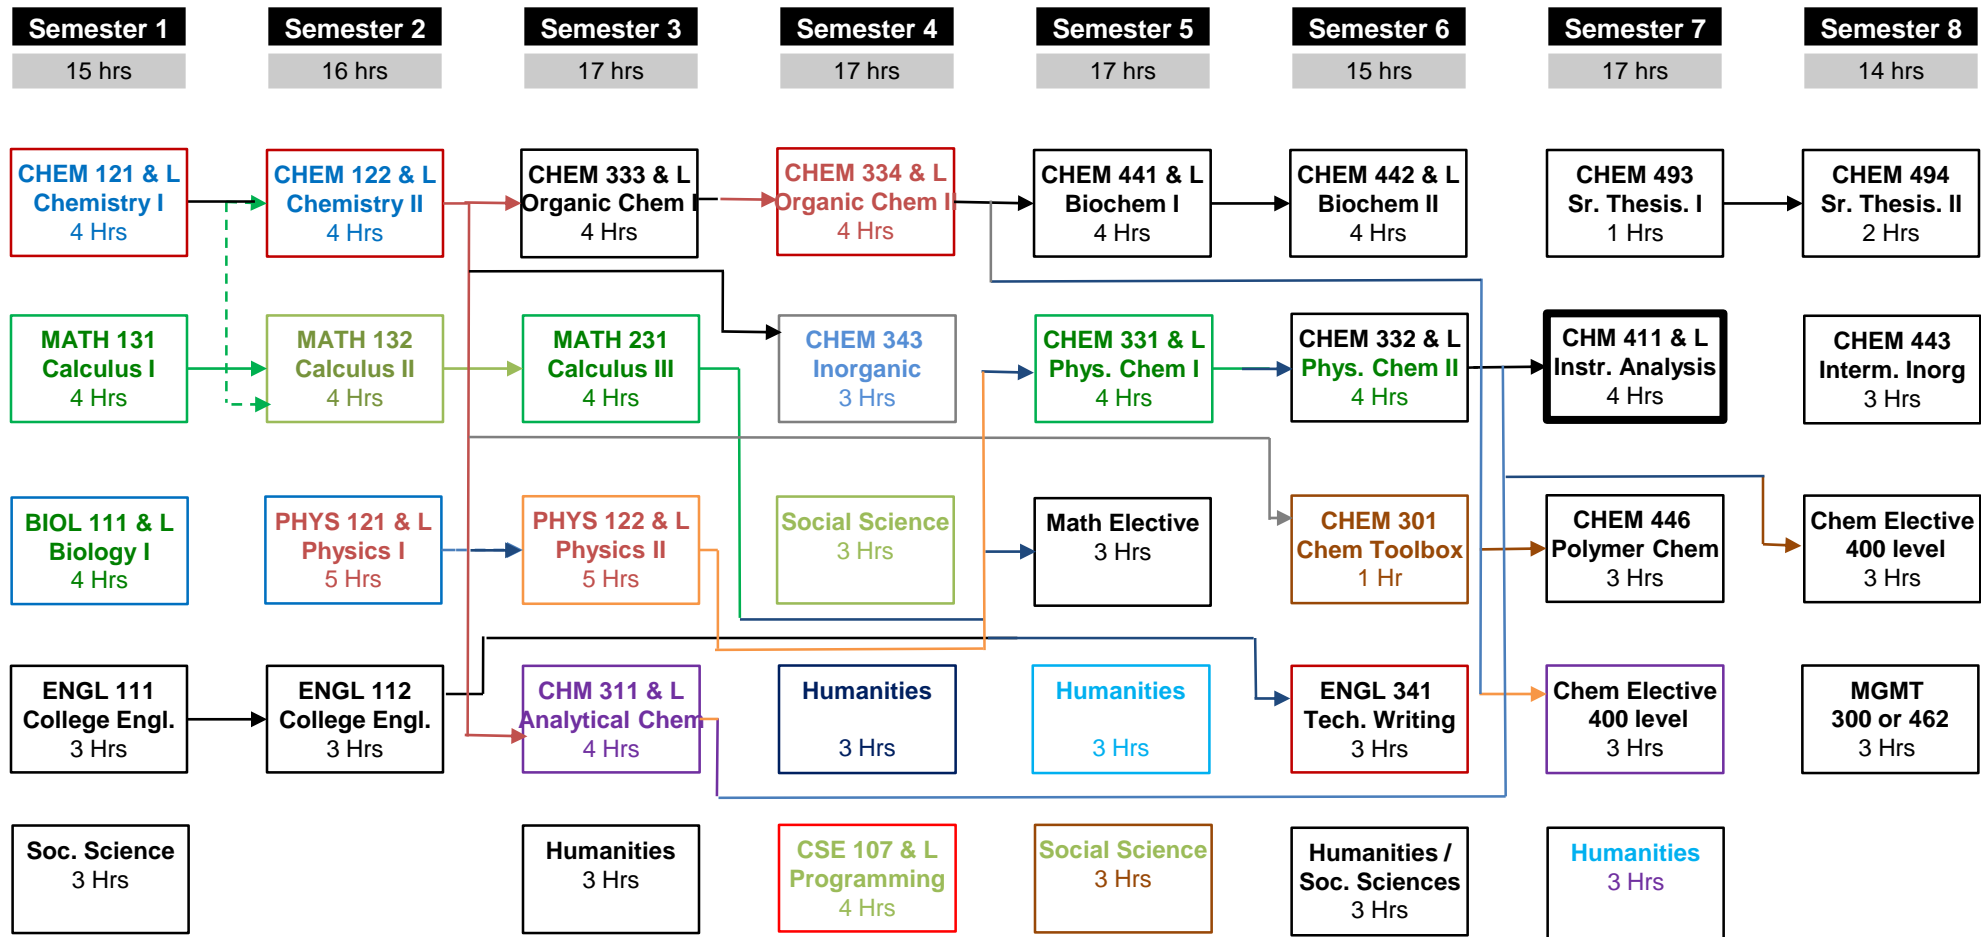 Semester 1
Semester 2
Semester 3
Semester 4
Semester 5
Semester 6
Semester 7
Semester 8
15 hrs
16 hrs
17 hrs
17 hrs
17 hrs
15 hrs
17 hrs
14 hrs
CHEM 121 & L
Chemistry I
4 Hrs
CHEM 122 & L
Chemistry II
4 Hrs
CHEM 333 & L
Organic Chem I
4 Hrs
CHEM 334 & L
Organic Chem II
4 Hrs
CHEM 441 & L
Biochem I
4 Hrs
CHEM 442 & L
Biochem II
4 Hrs
CHEM 493
Sr. Thesis. I
1 Hrs
CHEM 494
Sr. Thesis. II
2 Hrs
MATH 131
Calculus I
4 Hrs
MATH 132
Calculus II
4 Hrs
MATH 231
Calculus III
4 Hrs
CHEM 343
Inorganic
3 Hrs
CHEM 331 & L
Phys. Chem I
4 Hrs
CHEM 332 & L
Phys. Chem II
4 Hrs
CHM 411 & L
Instr. Analysis
4 Hrs
CHEM 443
Interm. Inorg
3 Hrs
BIOL 111 & L
Biology I
4 Hrs
PHYS 121 & L
Physics I
5 Hrs
PHYS 122 & L
Physics II
5 Hrs
Social Science
3 Hrs
Math Elective
3 Hrs
CHEM 301
Chem Toolbox
1 Hr
CHEM 446
Polymer Chem
3 Hrs
Chem Elective
400 level
3 Hrs
ENGL 111
College Engl.
3 Hrs
ENGL 112
College Engl.
3 Hrs
CHM 311 & L
Analytical Chem
4 Hrs
Humanities
3 Hrs
Humanities
3 Hrs
ENGL 341
Tech. Writing
3 Hrs
Chem Elective
400 level
3 Hrs
MGMT
300 or 462
3 Hrs
Soc. Science
3 Hrs
Humanities
3 Hrs
CSE 107 & L
Programming
4 Hrs
Social Science
3 Hrs
Humanities /
Soc. Sciences
3 Hrs
Humanities
3 Hrs